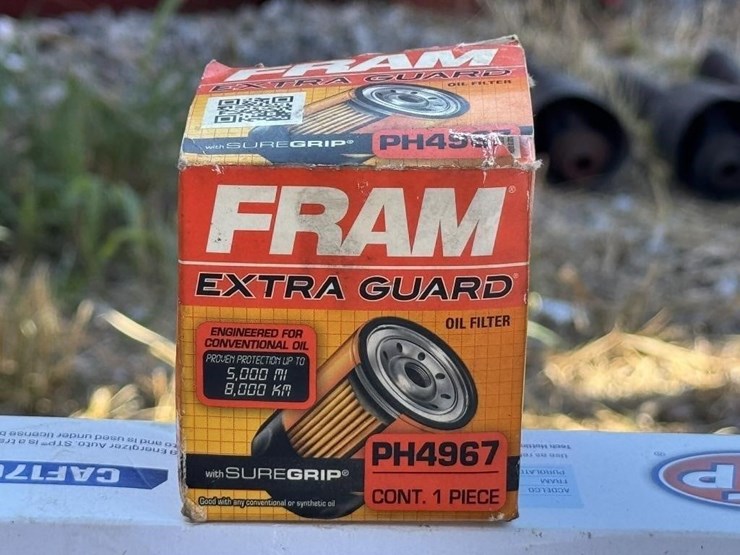 FRAM
EXTRA GUARD
OIL FILTER
with SUREGRIP®
FRAM®
EXTRA GUARD®
OIL FILTER
ENGINEERED FOR
CONVENTIONAL OIL
PROVEN PROTECTION UP TO
5,000 MI
8,000 KM
PH4967
with SUREGRIP®
CONT. 1 PIECE
Good with any conventional or synthetic oil
CAF17